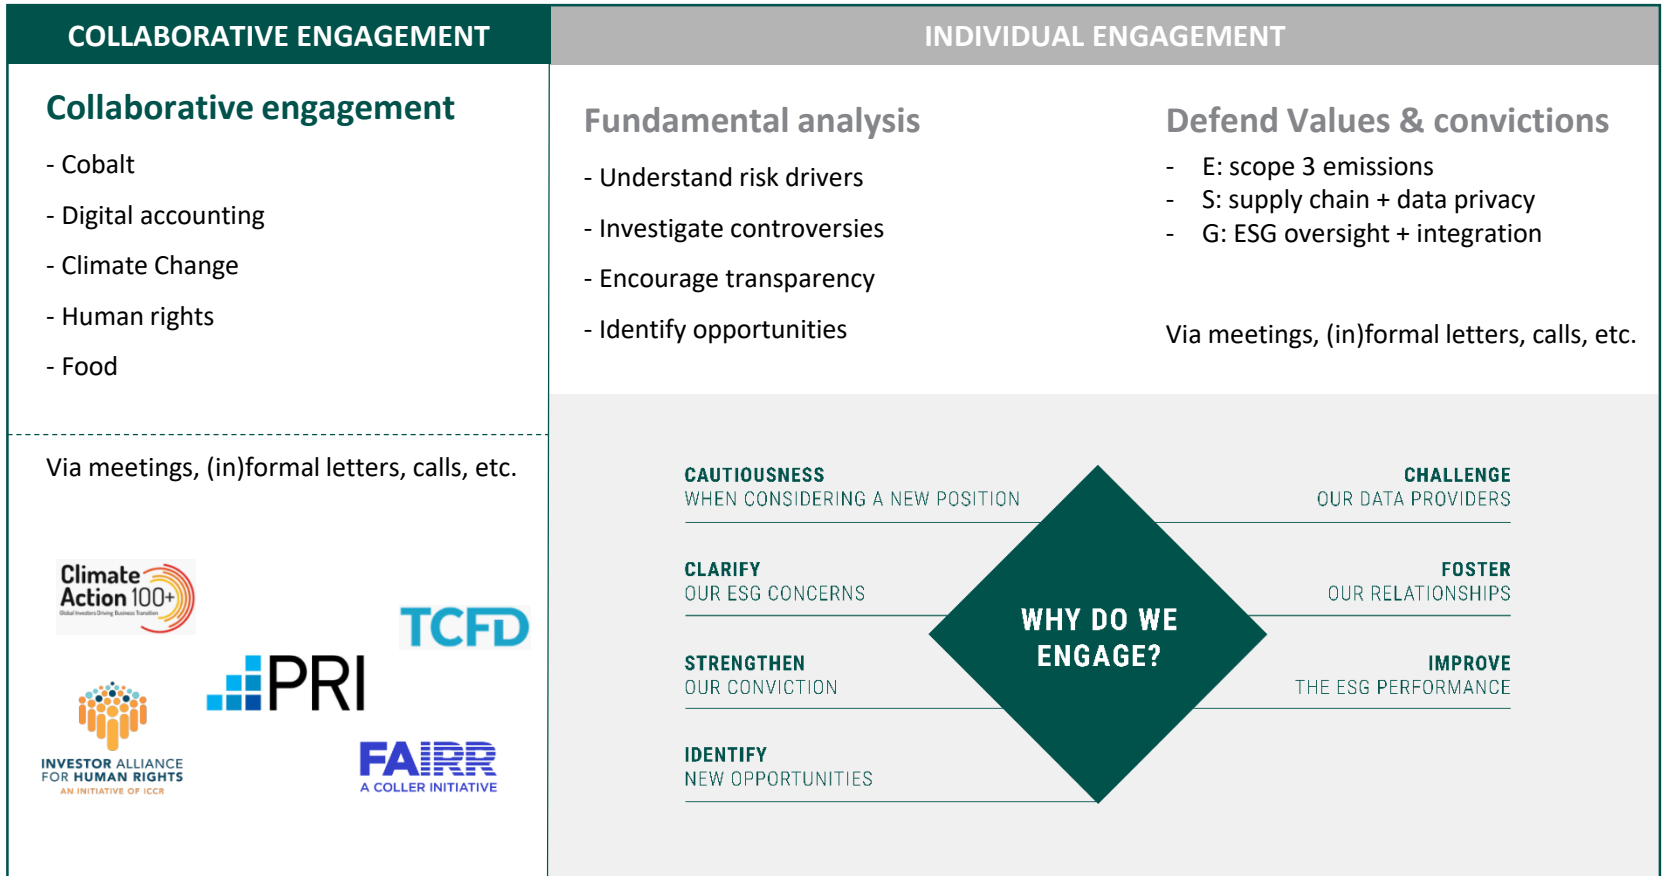 COLLABORATIVE ENGAGEMENT
Collaborative engagement
- Cobalt
- Digital accounting
- Climate Change
- Human rights
- Food
Via meetings, (in)formal letters, calls, etc.
Climate
Action 100+
Global Investors Driving Business Transition
TCFD
PRI
INVESTOR ALLIANCE
FOR HUMAN RIGHTS
AN INITIATIVE OF ICCR
FAIRR
A COLLER INITIATIVE
INDIVIDUAL ENGAGEMENT
Fundamental analysis
- Understand risk drivers
- Investigate controversies
- Encourage transparency
- Identify opportunities
Defend Values & convictions
- E: scope 3 emissions
- S: supply chain + data privacy
- G: ESG oversight + integration
Via meetings, (in)formal letters, calls, etc.
CAUTIOUSNESS
WHEN CONSIDERING A NEW POSITION
CLARIFY
OUR ESG CONCERNS
STRENGTHEN
OUR CONVICTION
IDENTIFY
NEW OPPORTUNITIES
WHY DO WE
ENGAGE?
CHALLENGE
OUR DATA PROVIDERS
FOSTER
OUR RELATIONSHIPS
IMPROVE
THE ESG PERFORMANCE